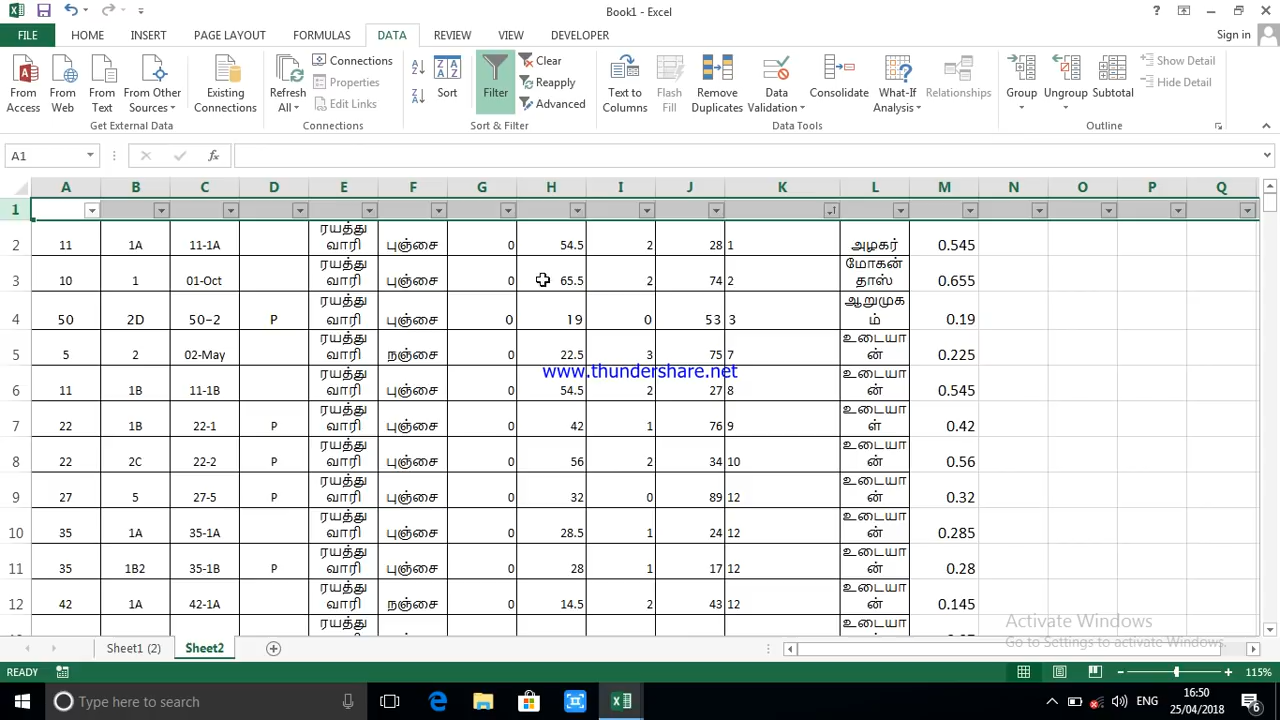 Book1 - Excel
FILE HOME INSERT PAGE LAYOUT FORMULAS DATA REVIEW VIEW DEVELOPER Sign in
From Access
From Web
From Text
From Other Sources
Existing Connections
Get External Data
Refresh All
Connections
Properties
Edit Links
Connections
Sort
Filter
Clear
Reapply
Advanced
Sort & Filter
Text to Columns
Flash Fill
Remove Duplicates
Data Validation
Consolidate
What-If Analysis
Relationships
Data Tools
Group
Ungroup
Subtotal
Show Detail
Hide Detail
Outline
A1 fx
A B C D E F G H I J K L M N O P Q
1
2 11 1A 11-1A ரயத்து வாரி புஞ்சை 0 54.5 2 28 1 அழகர் 0.545
3 10 1 01-Oct ரயத்து வாரி புஞ்சை 0 65.5 2 74 2 மோகன் தாஸ் 0.655
4 50 2D 50-2 P ரயத்து வாரி புஞ்சை 0 19 0 53 3 ஆறுமுக ம் 0.19
5 5 2 02-May ரயத்து வாரி நஞ்சை 0 22.5 3 75 7 உடையா ன் 0.225
6 11 1B 11-1B ரயத்து வாரி புஞ்சை 0 54.5 2 27 8 உடையா ன் 0.545
7 22 1B 22-1 P ரயத்து வாரி புஞ்சை 0 42 1 76 9 உடையா ள் 0.42
8 22 2C 22-2 P ரயத்து வாரி புஞ்சை 0 56 2 34 10 உடையா ன் 0.56
9 27 5 27-5 P ரயத்து வாரி புஞ்சை 0 32 0 89 12 உடையா ன் 0.32
10 35 1A 35-1A ரயத்து வாரி புஞ்சை 0 28.5 1 24 12 உடையா ன் 0.285
11 35 1B2 35-1B P ரயத்து வாரி புஞ்சை 0 28 1 17 12 உடையா ன் 0.28
12 42 1A 42-1A ரயத்து வாரி நஞ்சை 0 14.5 2 43 12 உடையா ன் 0.145
ரயத்து உடையா
www.thundershare.net
Activate Windows
Go to Settings to activate Windows.
Sheet1 (2) Sheet2
READY 115%
Type here to search
ENG
16:50
25/04/2018
6